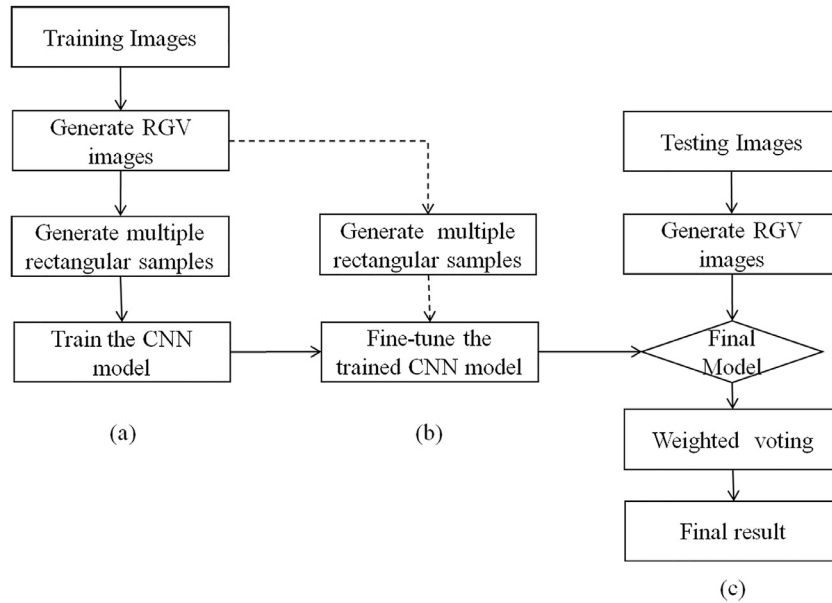 Training Images
Generate RGV
images
Generate multiple
rectangular samples
Train the CNN
model
(a)
Generate multiple
rectangular samples
Fine-tune the
trained CNN model
(b)
Testing Images
Generate RGV
images
Final
Model
Weighted voting
Final result
(c)